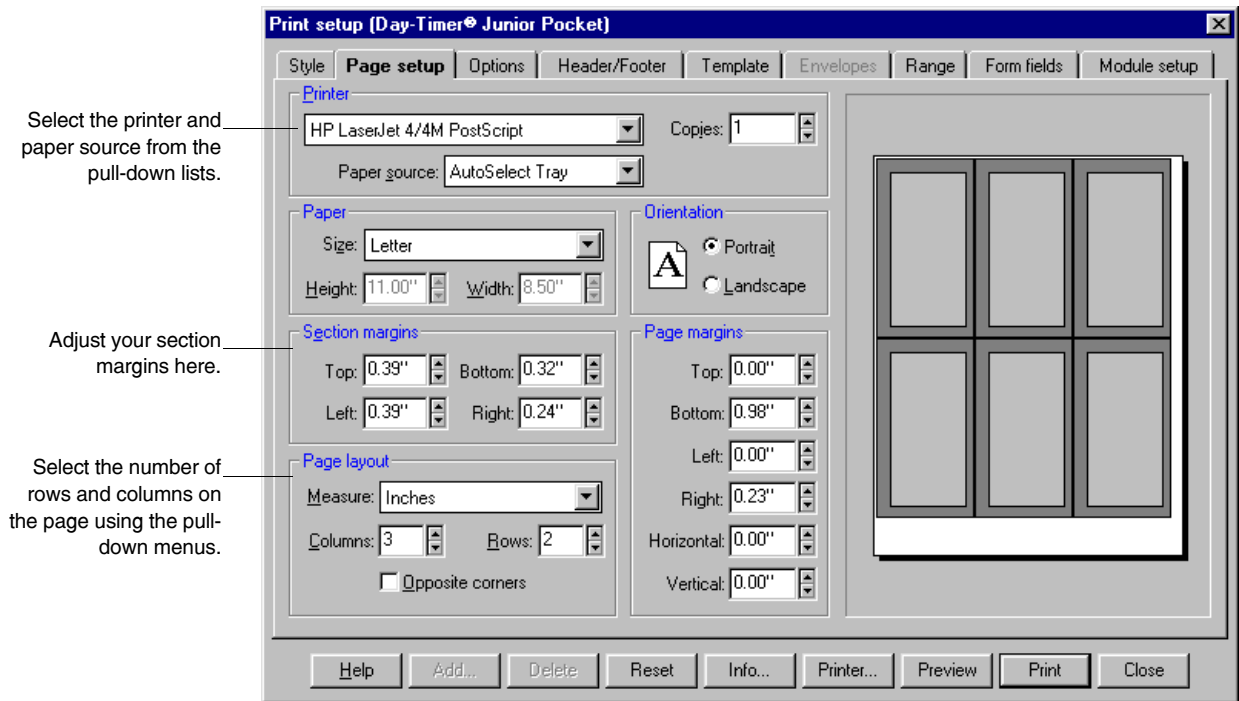 Print setup (Day-Timer® Junior Pocket)
Style Page setup Options Header/Footer Template Envelopes Range Form fields Module setup
Select the printer and
paper source from the
pull-down lists.
Printer
HP LaserJet 4/4M PostScript
Copies: 1
Paper source: AutoSelect Tray
Paper
Size: Letter
Height: 11.00" Width: 8.50"
Orientation
A
Portrait
Landscape
Adjust your section
margins here.
Section margins
Top: 0.39" Bottom: 0.32"
Left: 0.39" Right: 0.24"
Page margins
Top: 0.00"
Bottom: 0.98"
Left: 0.00"
Right: 0.23"
Horizontal: 0.00"
Vertical: 0.00"
Select the number of
rows and columns on
the page using the pull-
down menus.
Page layout
Measure: Inches
Columns: 3 Rows: 2
Opposite corners
Help Add... Delete Reset Info... Printer... Preview Print Close